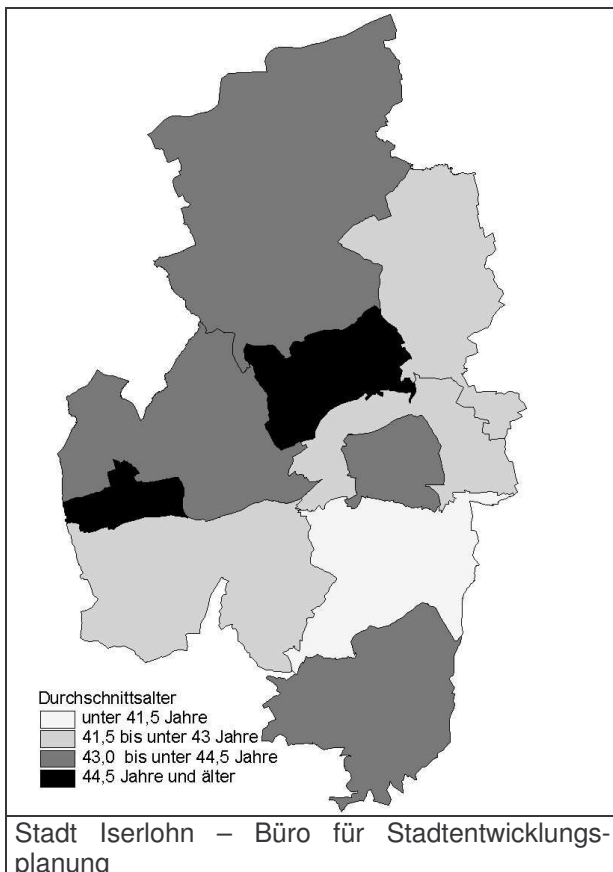 Durchschnittsalter
unter 41,5 Jahre
41,5 bis unter 43 Jahre
43,0 bis unter 44,5 Jahre
44,5 Jahre und älter
Stadt Iserlohn – Büro für Stadtentwicklungs-
planung